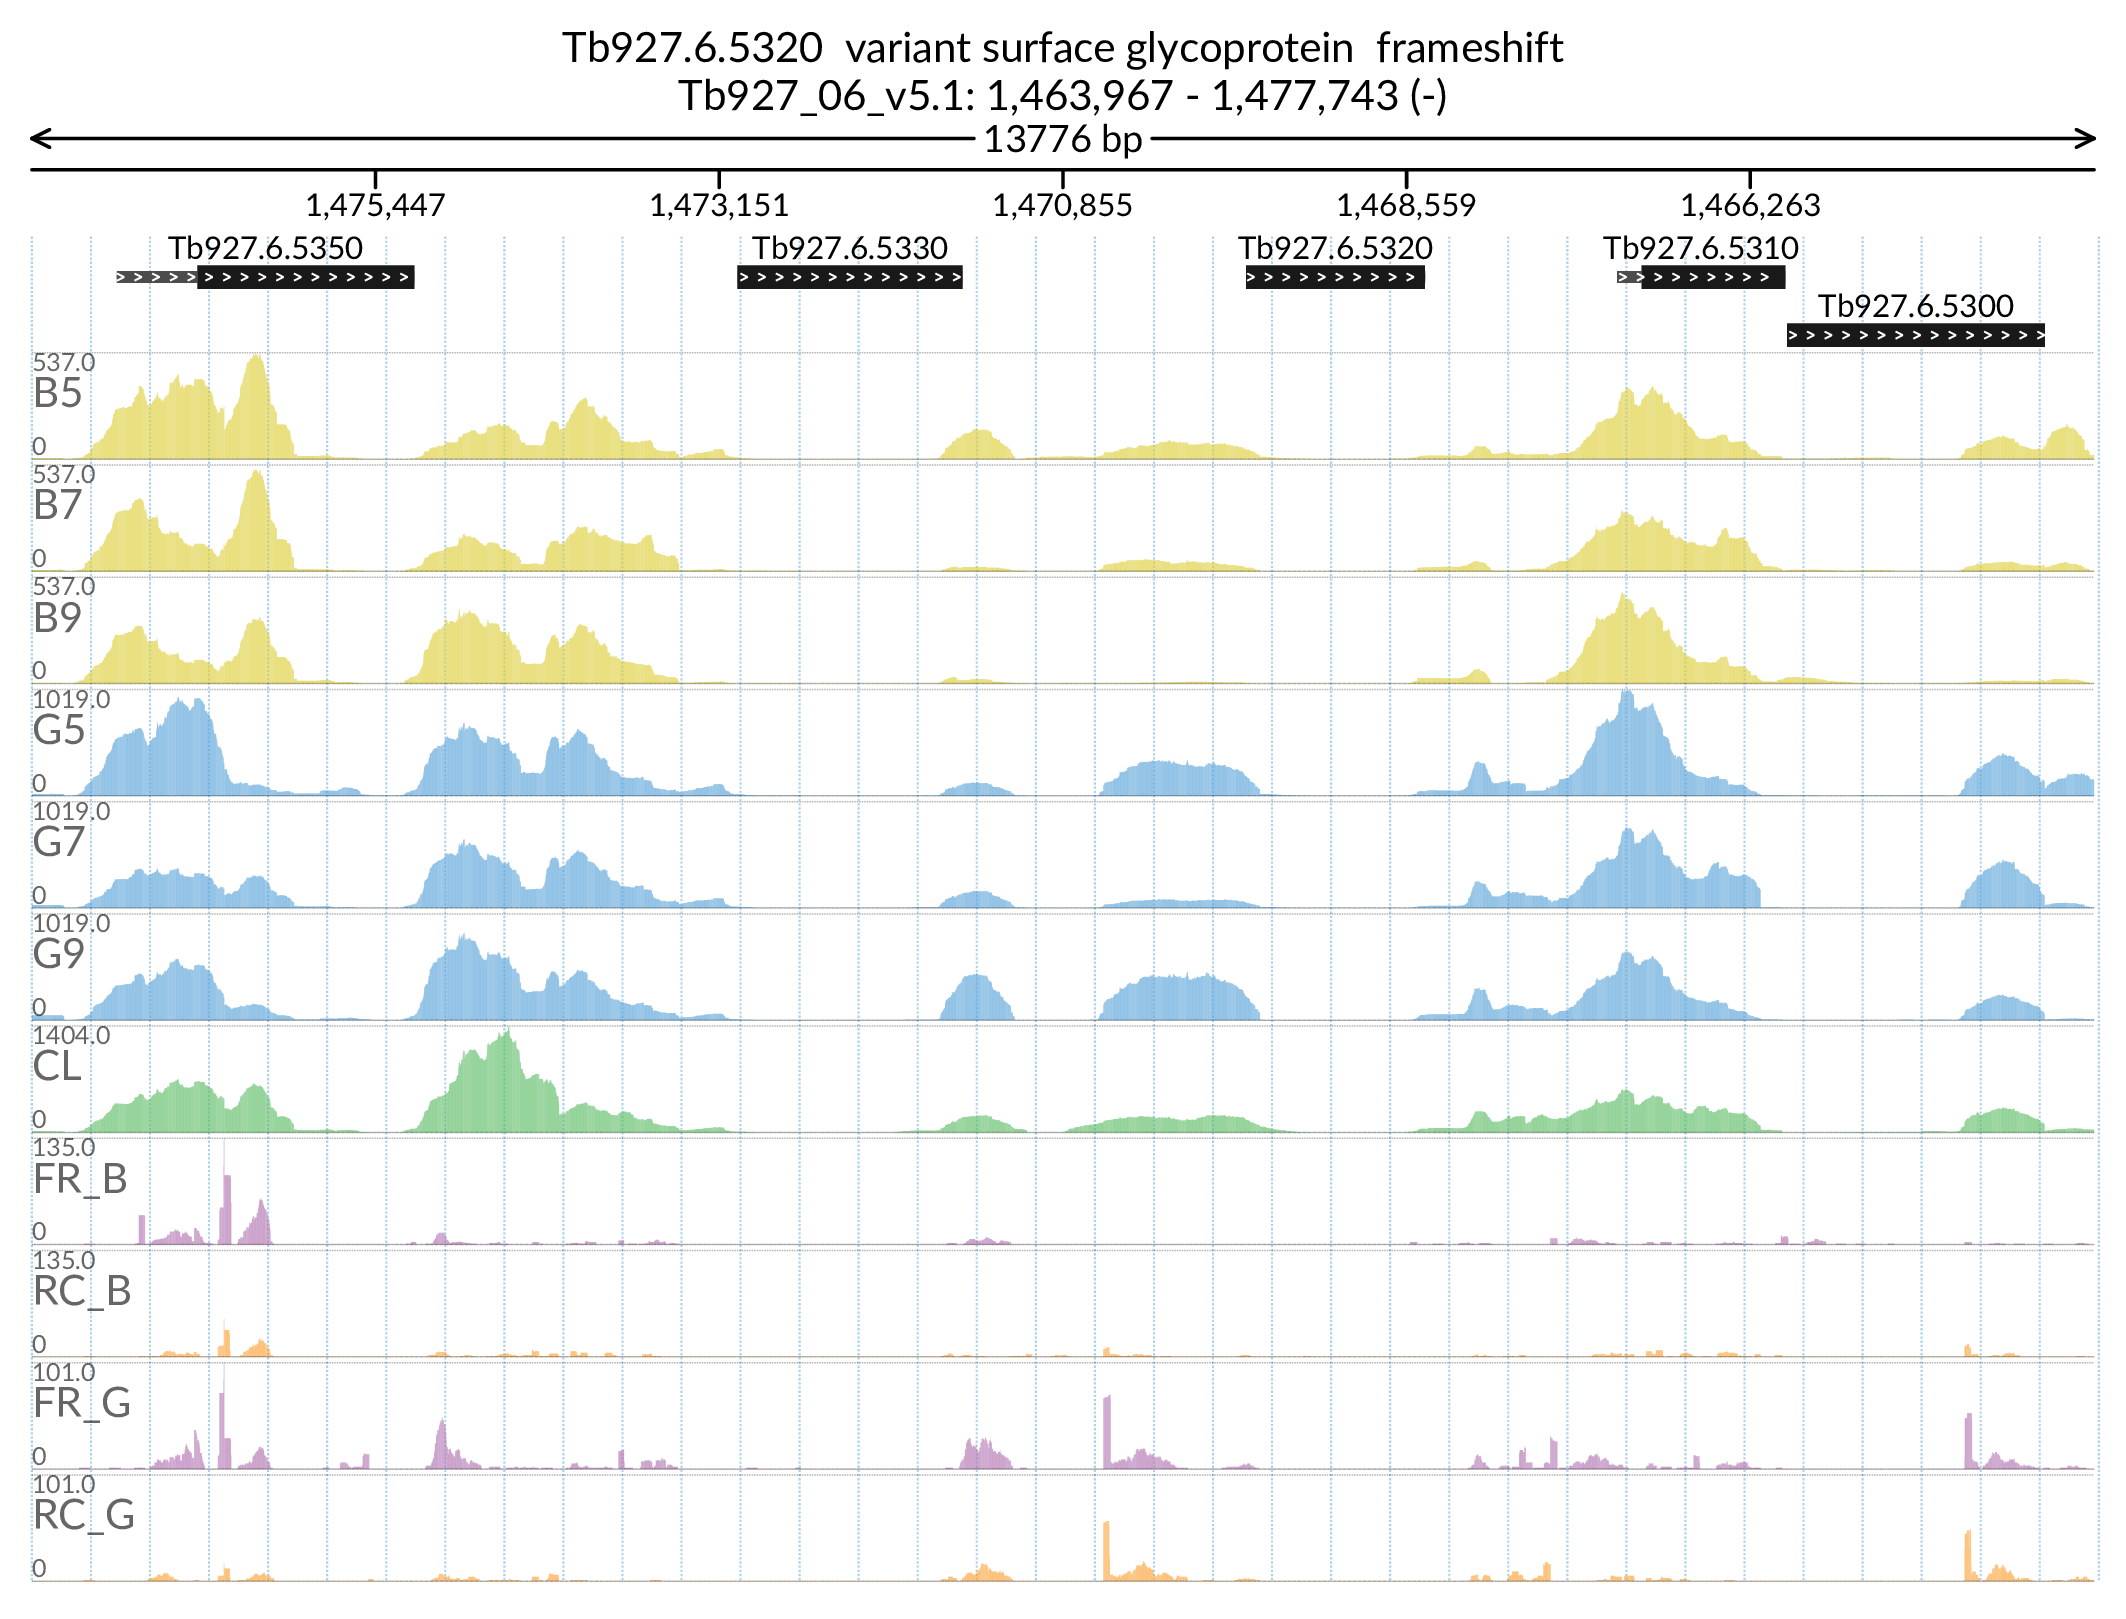 Tb927.6.5320 variant surface glycoprotein frameshift
Tb927_06_v5.1: 1,463,967 - 1,477,743 (-)
13776 bp
1,475,447 1,473,151 1,470,855 1,468,559 1,466,263
Tb927.6.5350 Tb927.6.5330 Tb927.6.5320 Tb927.6.5310
Tb927.6.5300
537.0
B5
0
537.0
B7
0
537.0
B9
0
1019.0
G5
0
1019.0
G7
0
1019.0
G9
0
1404.0
CL
0
135.0
FR_B
0
135.0
RC_B
0
101.0
FR_G
0
101.0
RC_G
0